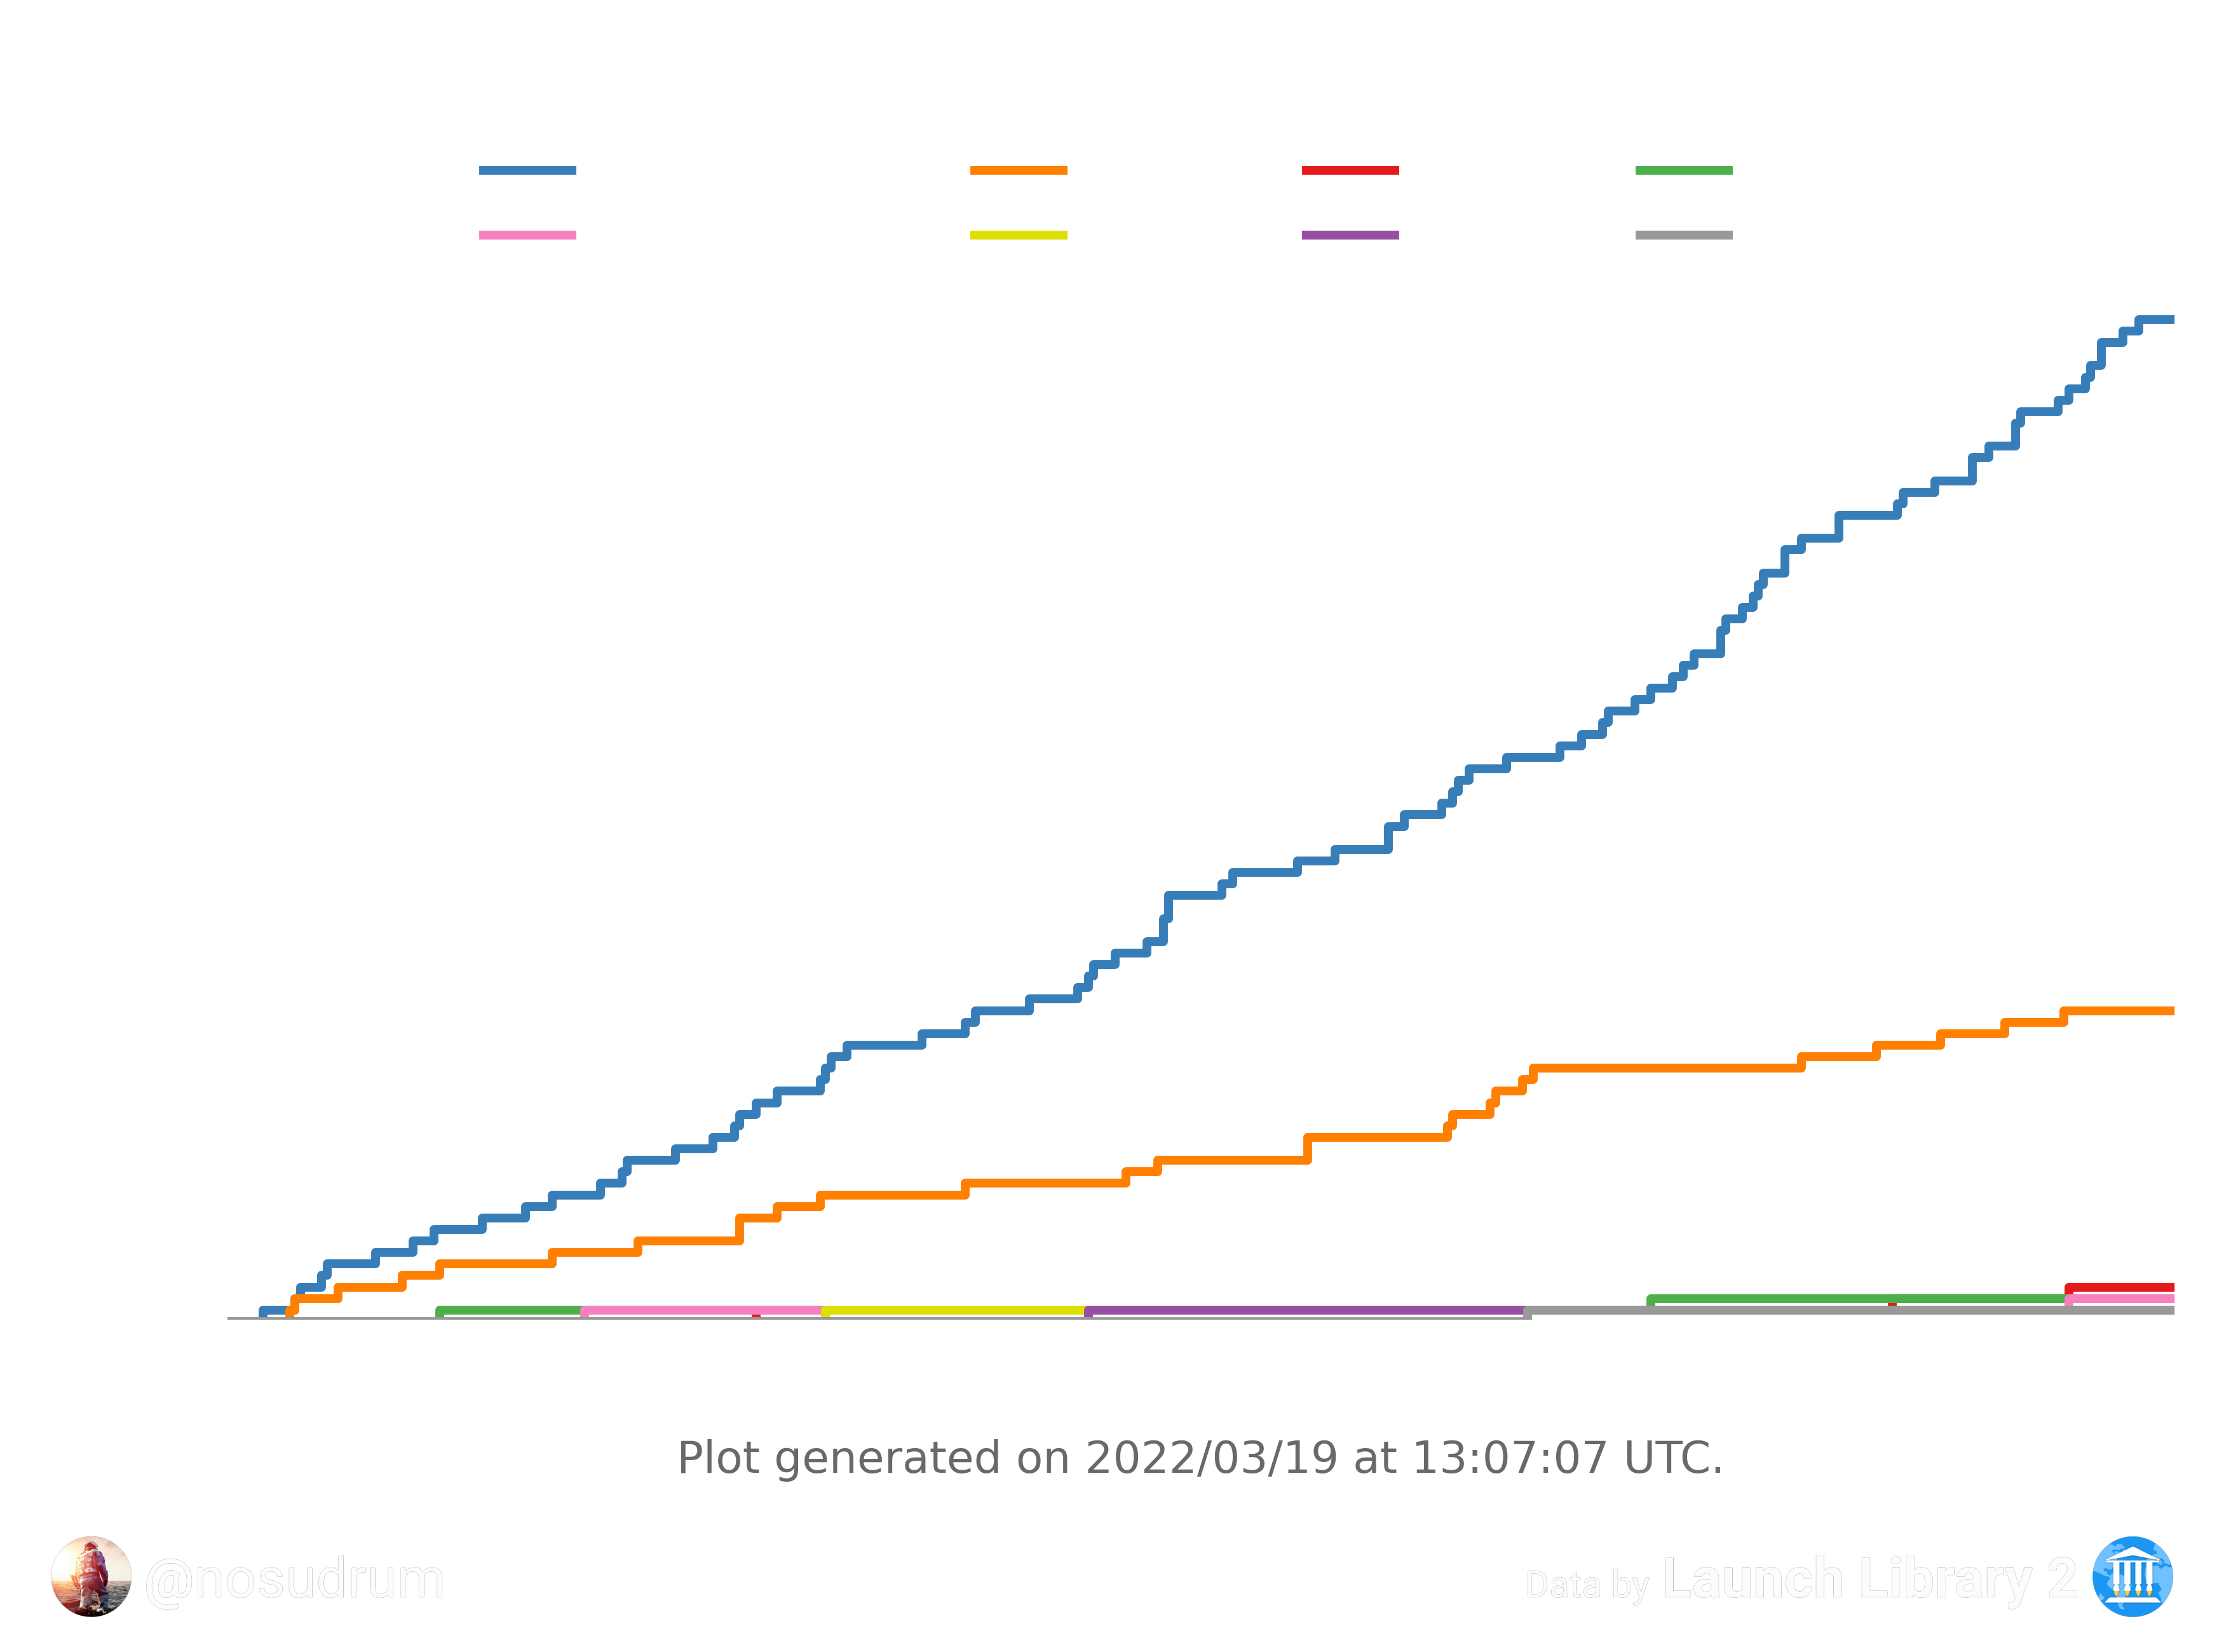 Plot generated on 2022/03/19 at 13:07:07 UTC.
@nosudrum
Data by Launch Library 2